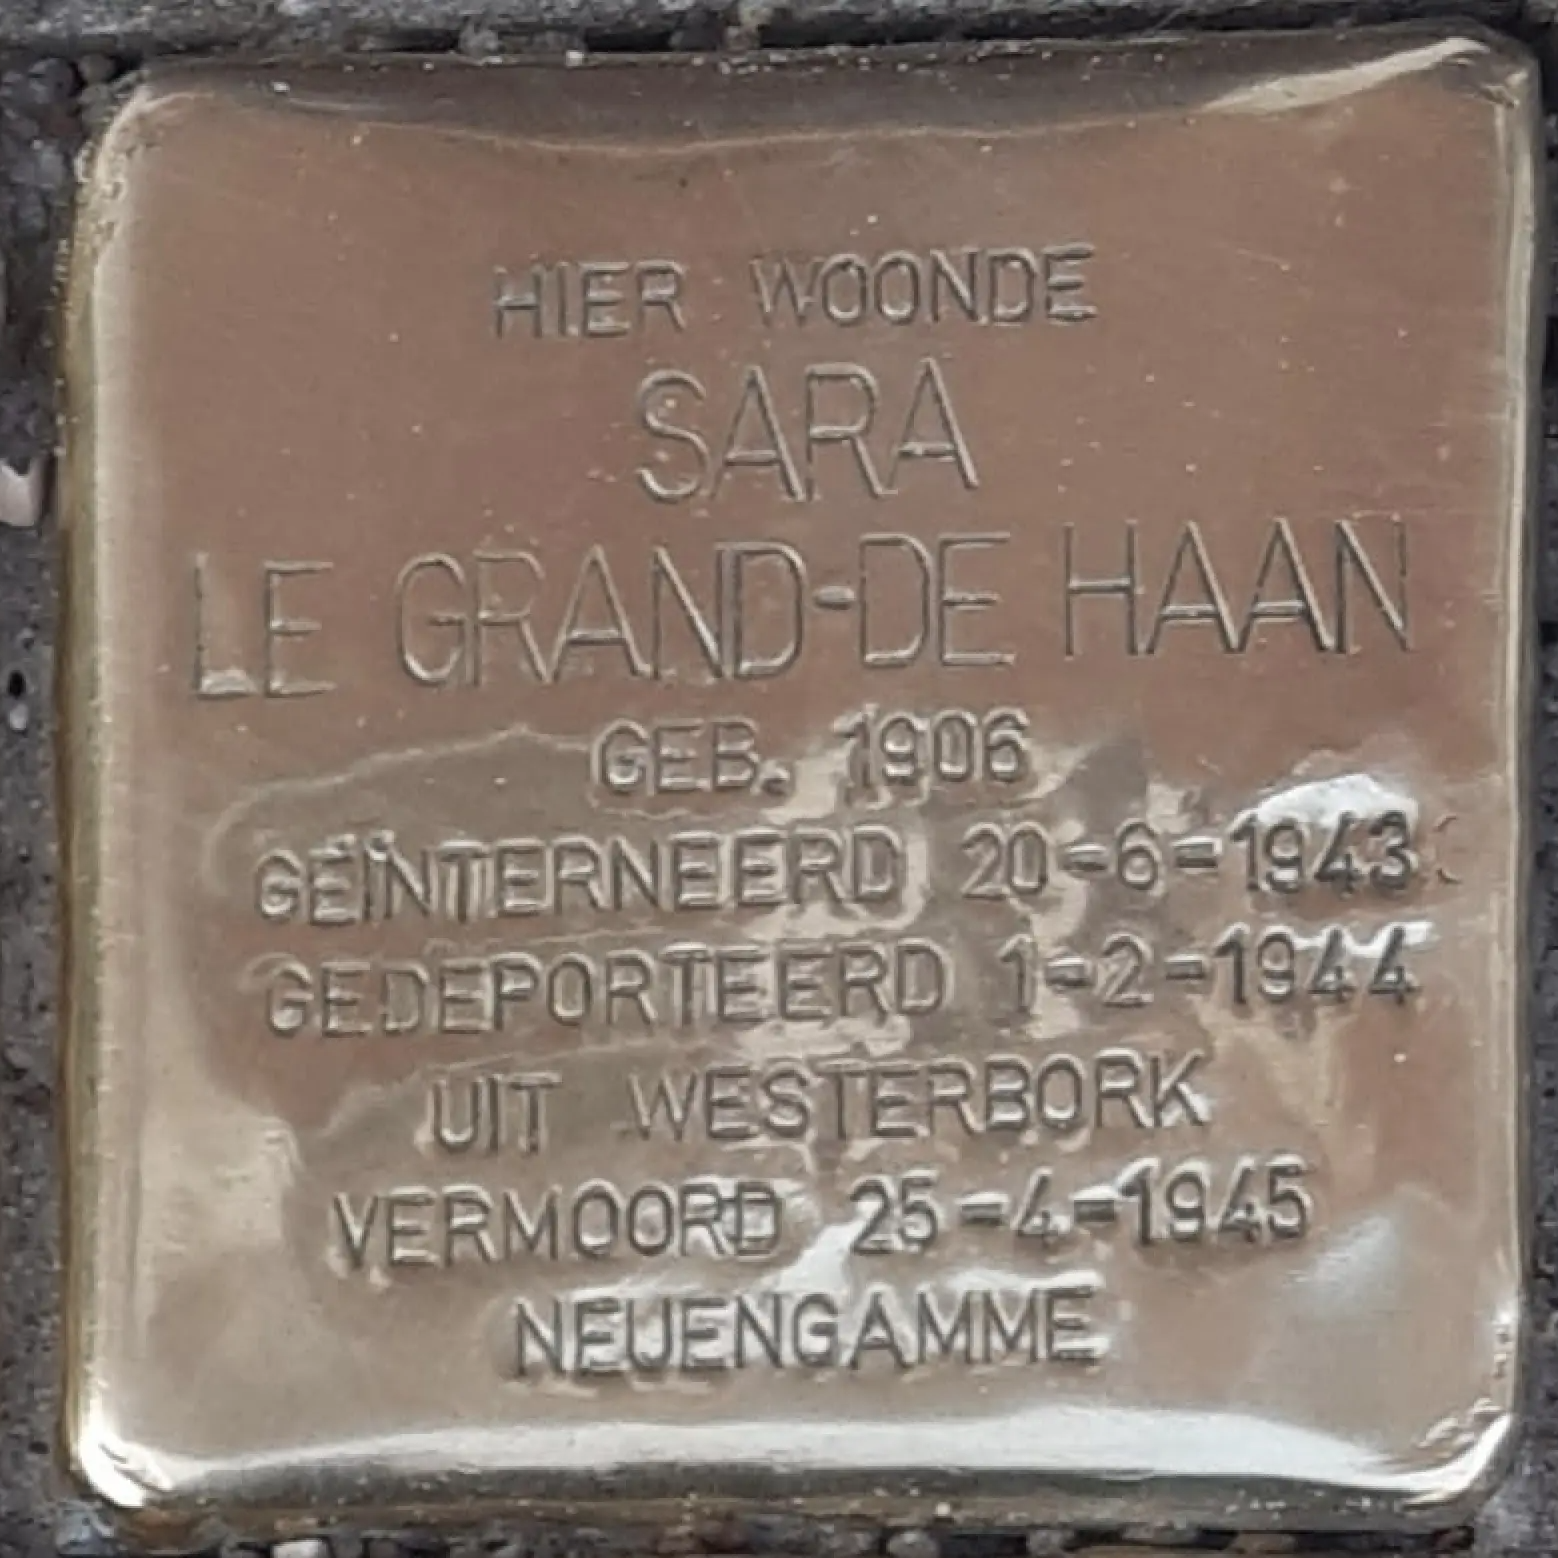 HIER WOONDE
SARA
LE GRAND-DE HAAN
GEB. 1906
GEÏNTERNEERD 20-6-1943
GEDEPORTEERD 1-2-1944
UIT WESTERBORK
VERMOORD 25-4-1945
NEUENGAMME